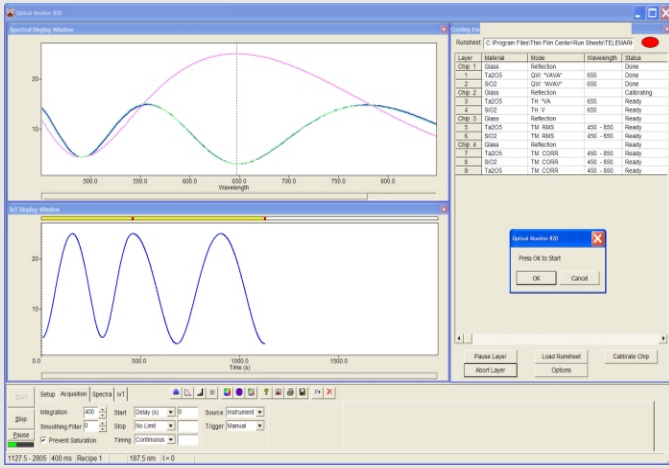 Optical Monitor 820
Spectral Display Window
20
10
500.0 550.0 600.0 650.0 700.0 750.0 800.0
Wavelength
IvT Display Window
20
10
0.0 500.0 1000.0 1500.0
Time (s)
Runsheet C:\Program Files\Thin Film Center\Run Sheets\TELEMARK
Layer Material Mode Wavelength Status
Chip 1 Glass Reflection Done
1 Ta2O5 QW "VAVA" 650. Done
2 SiO2 QW "AVAV" 650. Done
Chip 2 Glass Reflection Calibrating
3 Ta2O5 TH "VA 650. Ready
4 SiO2 TH V 650. Ready
Chip 3 Glass Reflection Ready
5 Ta2O5 TM RMS 450. - 850. Ready
6 SiO2 TM RMS 450. - 850. Ready
Chip 4 Glass Reflection Ready
7 Ta2O5 TM CORR 450. - 850. Ready
8 SiO2 TM CORR 450. - 850. Ready
9 Ta2O5 TM CORR 450. - 850. Ready
Optical Monitor 820
Press OK to Start
OK Cancel
Pause Layer Load Runsheet Calibrate Chip
Abort Layer Options
Start
Stop
Pause
Setup Acquisition Spectra IvT
Integration 400 Start Delay (s) 0 Source Instrument
Smoothing Filter 0 Stop No Limit Trigger Manual
Prevent Saturation Timing Continuous
1127.5 - 2805 400 ms Recipe 1 187.5 nm I = 0